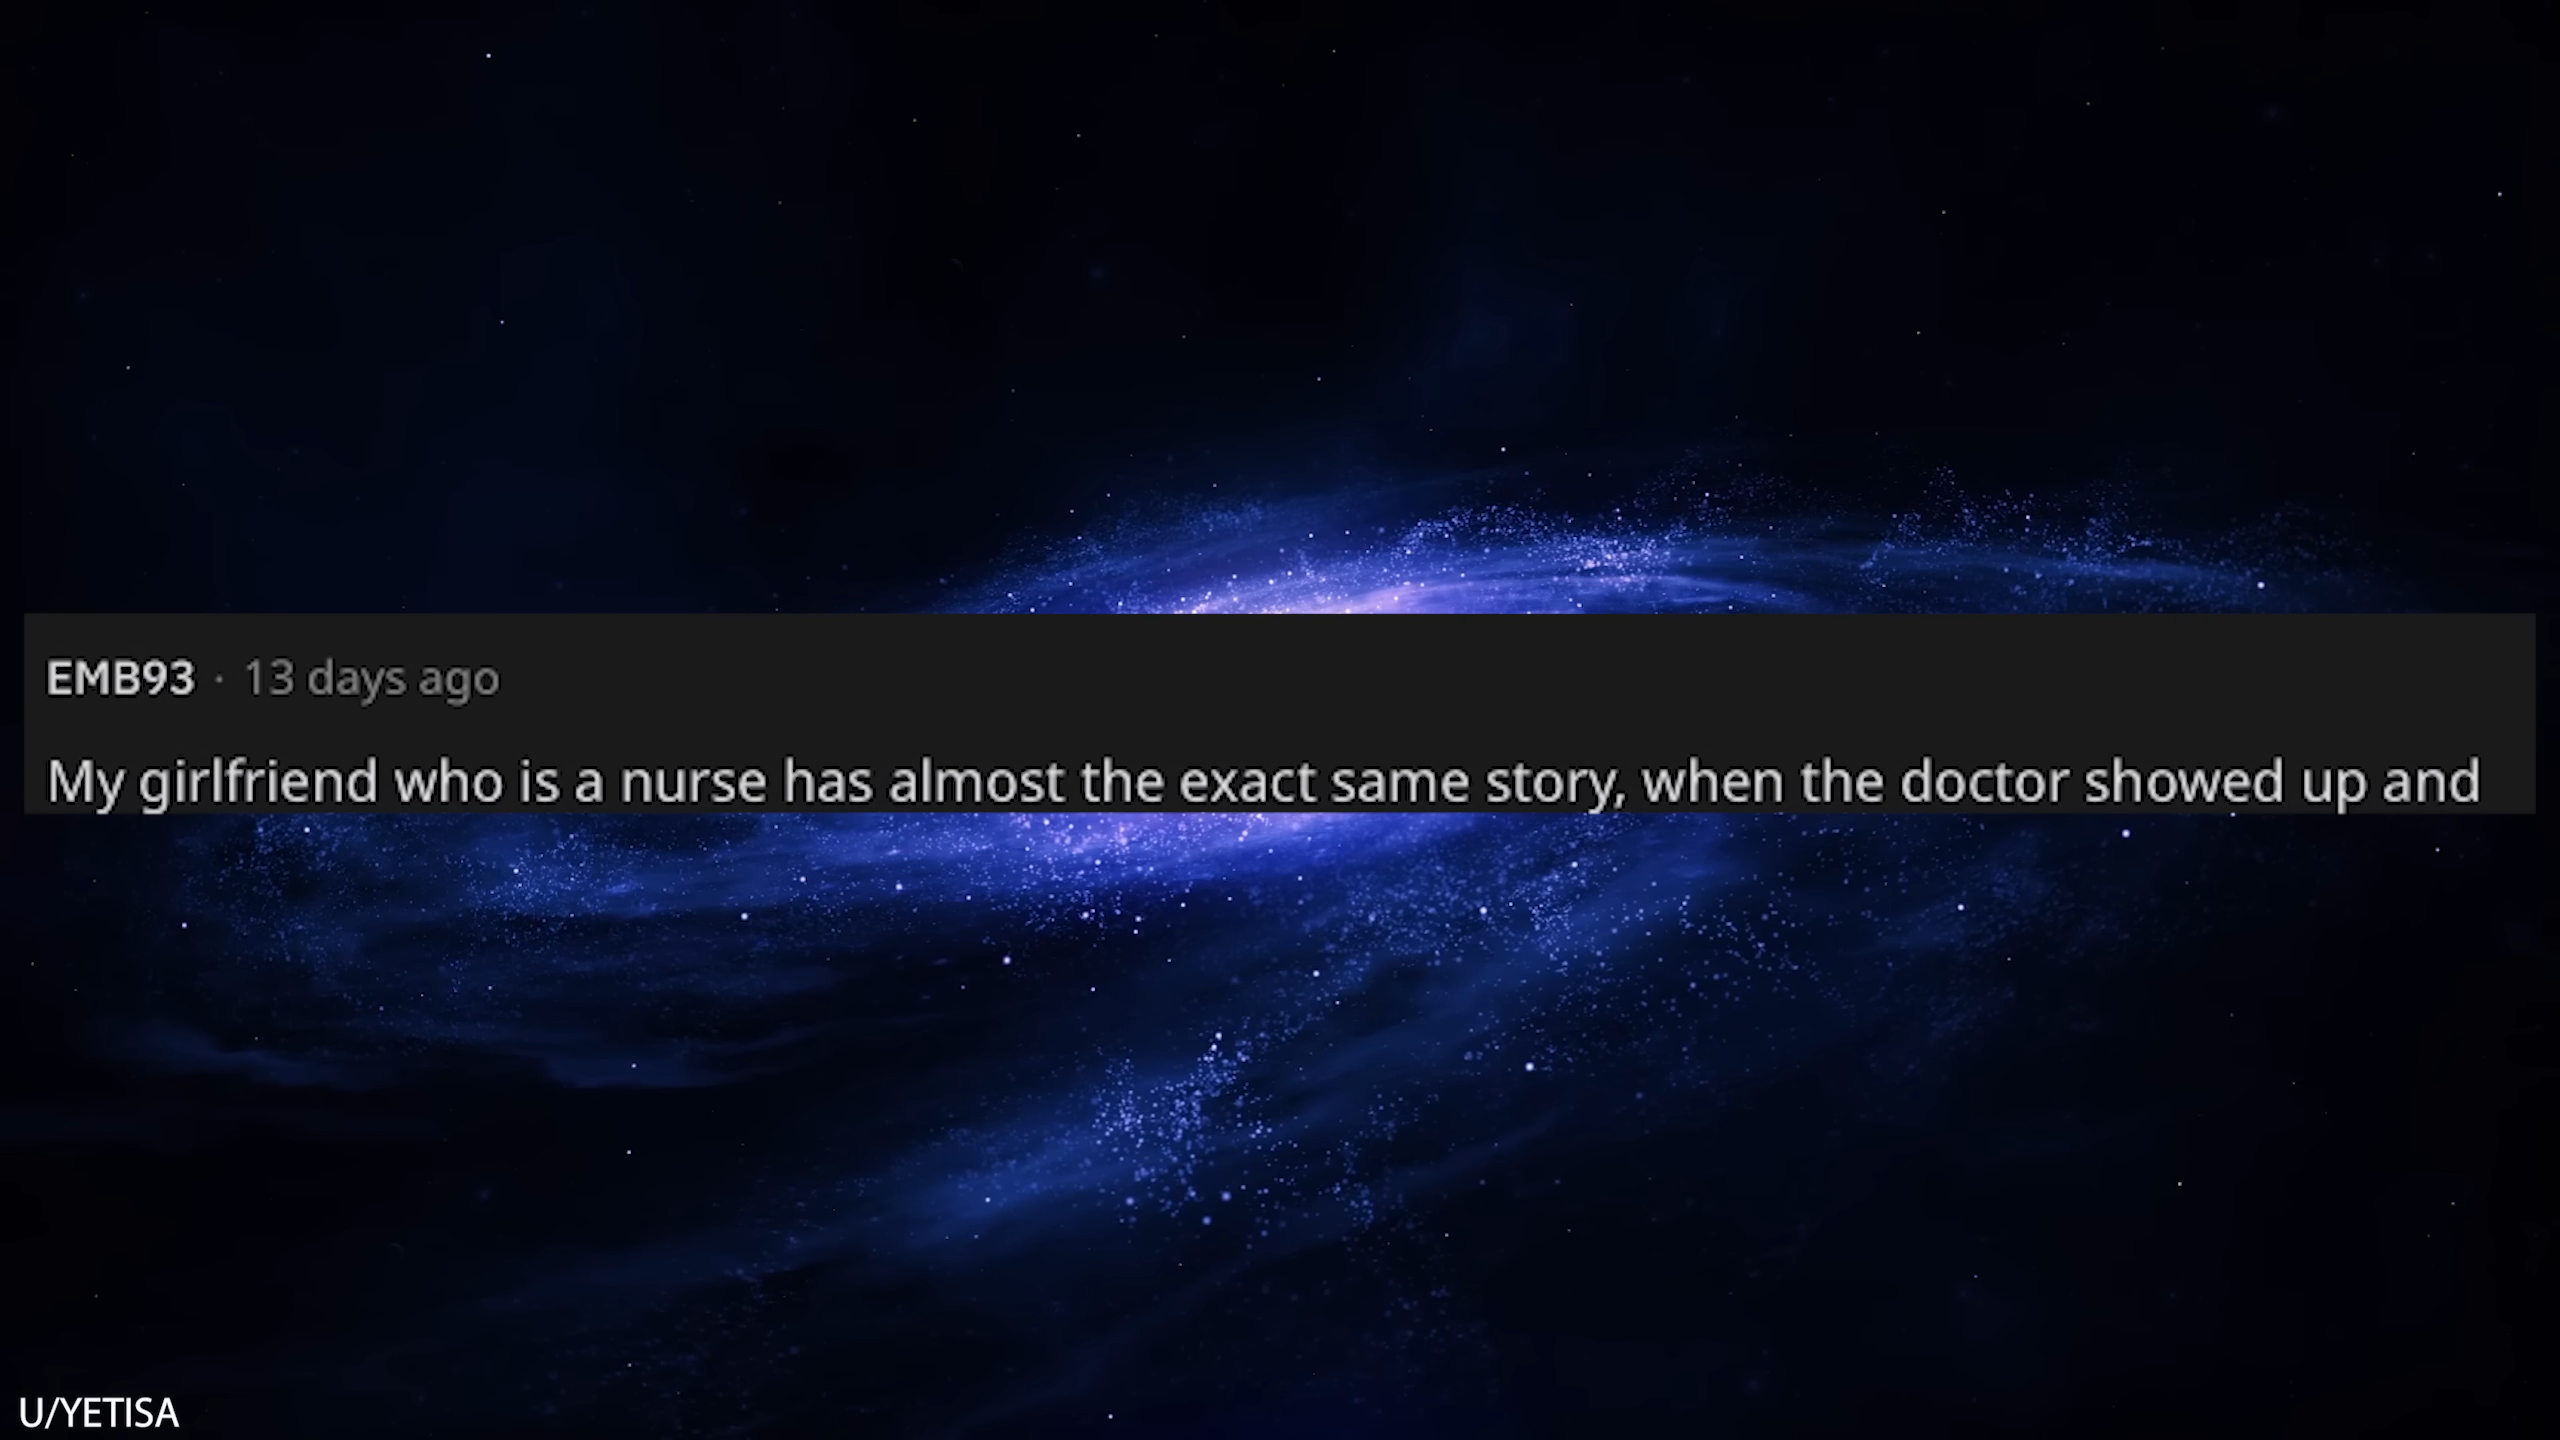 EMB93 · 13 days ago
My girlfriend who is a nurse has almost the exact same story, when the doctor showed up and
U/YETISA